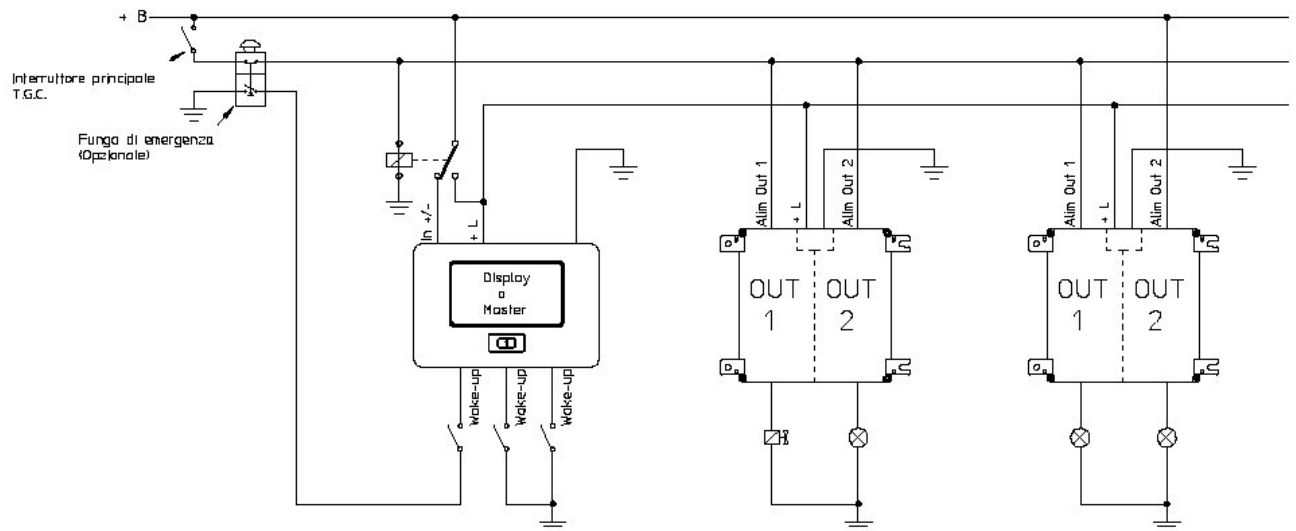 + B
Interruttore principale
T.G.C.
Fungo di emergenza
(Opzionale)
In +/-
+ L
Display
o
Master
Wake-up
Wake-up
Wake-up
Alim Out 1
+ L
Alim Out 2
OUT
1
OUT
2
Alim Out 1
+ L
Alim Out 2
OUT
1
OUT
2